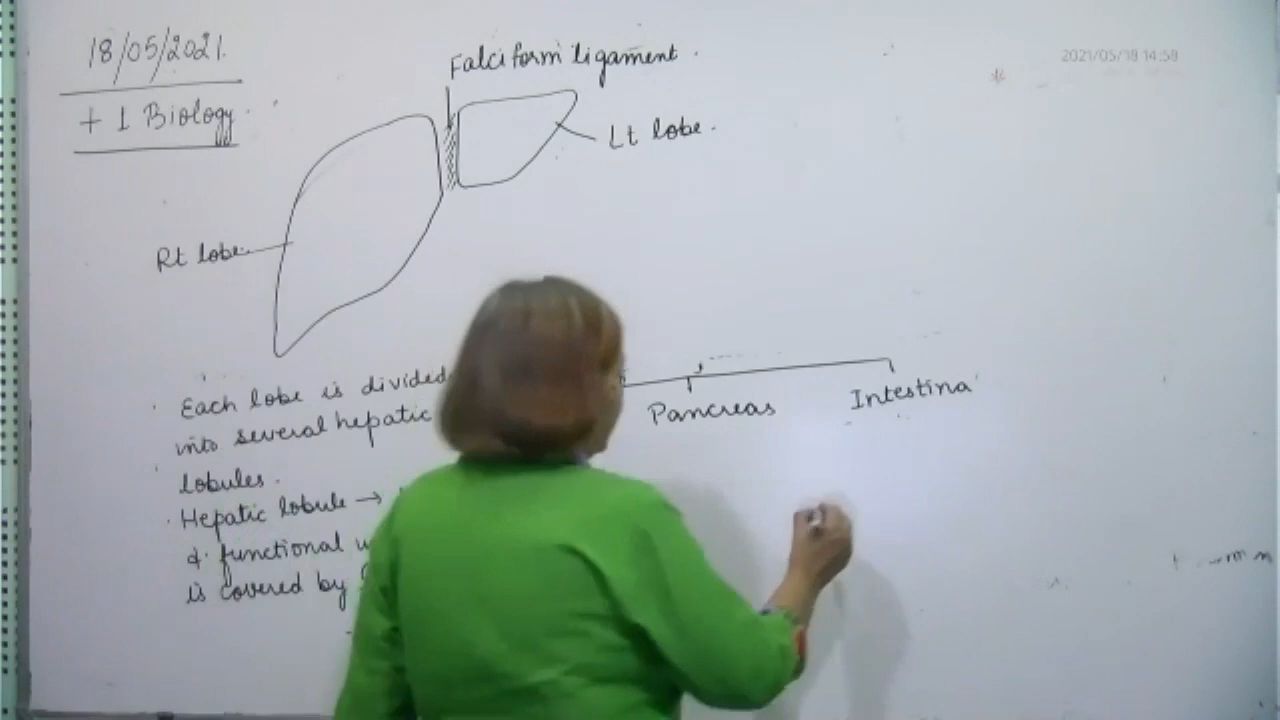 18/05/2021.
+ 1 Biology.
Falciform ligament.
2021/05/18 14:58
Lt lobe.
Rt lobe.
Each lobe is divided
into several hepatic
lobules.
Hepatic lobule →
& functional
is covered by
Pancreas
Intestina